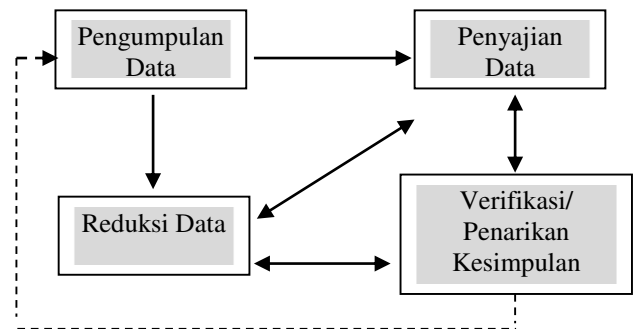 Pengumpulan
Data
Penyajian
Data
Reduksi Data
Verifikasi/
Penarikan
Kesimpulan